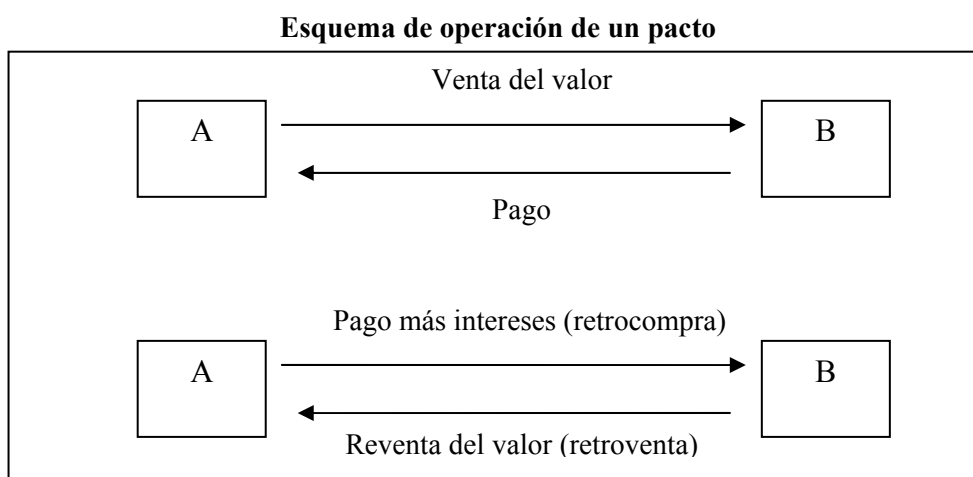 Esquema de operación de un pacto
Venta del valor
A
B
Pago
Pago más intereses (retrocompra)
A
B
Reventa del valor (retroventa)